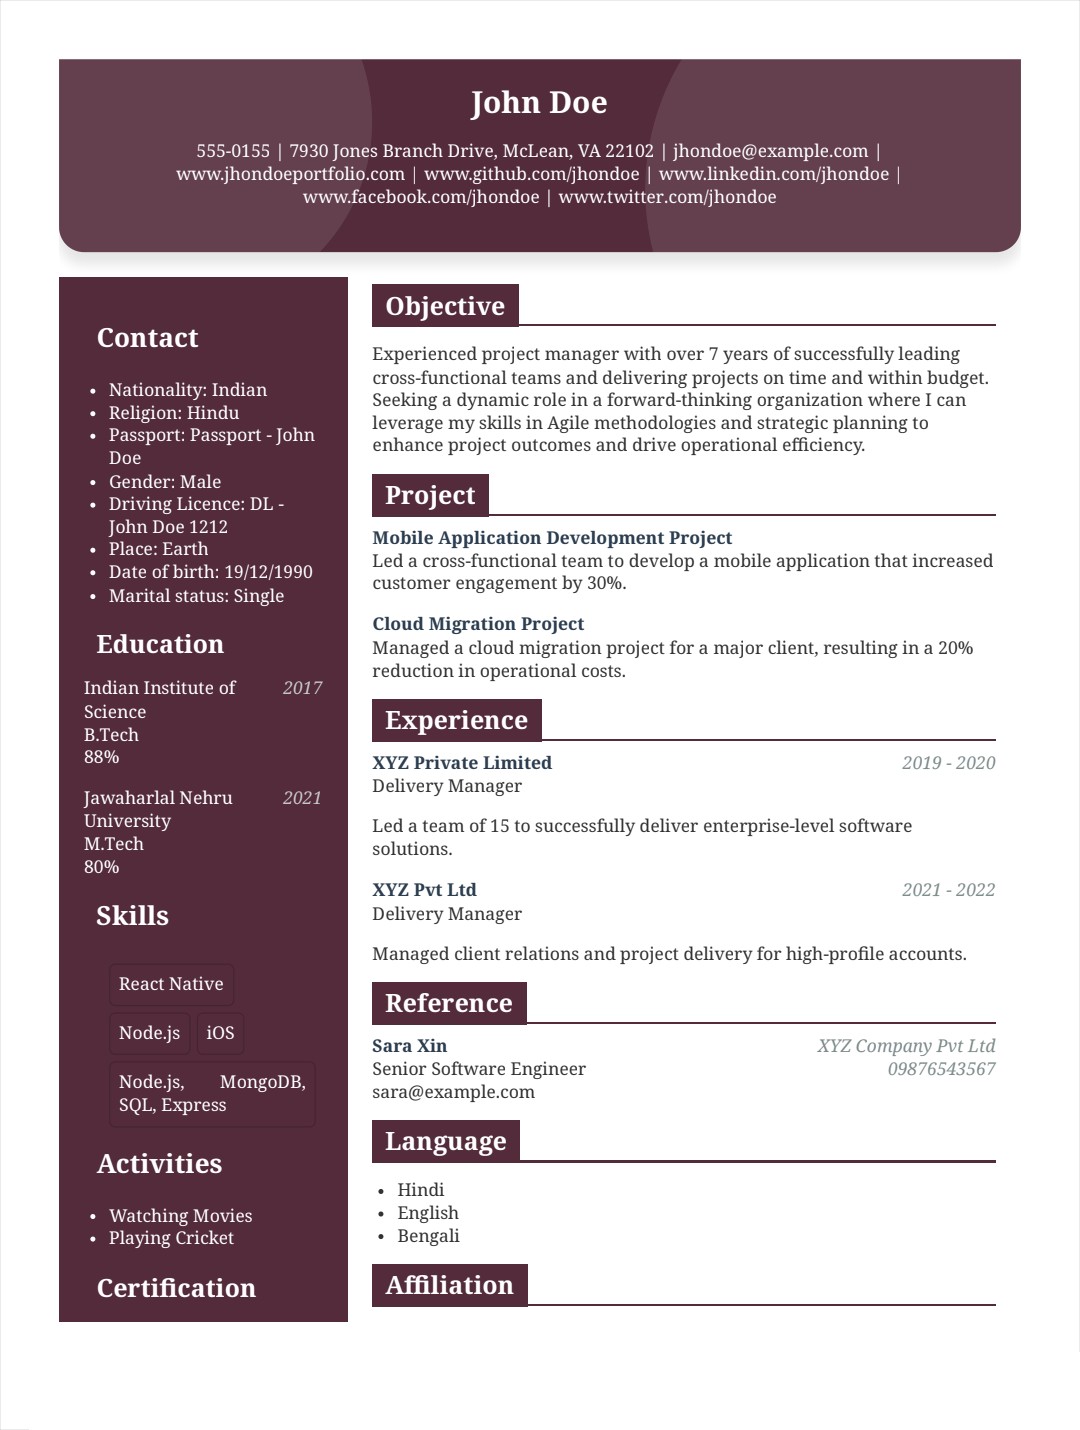 John Doe
555-0155 | 7930 Jones Branch Drive, McLean, VA 22102 | jhondoe@example.com |
www.jhondoeportfolio.com | www.github.com/jhondoe | www.linkedin.com/jhondoe |
www.facebook.com/jhondoe | www.twitter.com/jhondoe
Contact
• Nationality: Indian
• Religion: Hindu
• Passport: Passport - John
Doe
• Gender: Male
• Driving Licence: DL -
John Doe 1212
• Place: Earth
• Date of birth: 19/12/1990
• Marital status: Single
Education
Indian Institute of 2017
Science
B.Tech
88%
Jawaharlal Nehru 2021
University
M.Tech
80%
Skills
React Native
Node.js iOS
Node.js, MongoDB,
SQL, Express
Activities
• Watching Movies
• Playing Cricket
Certification
Objective
Experienced project manager with over 7 years of successfully leading
cross-functional teams and delivering projects on time and within budget.
Seeking a dynamic role in a forward-thinking organization where I can
leverage my skills in Agile methodologies and strategic planning to
enhance project outcomes and drive operational efficiency.
Project
Mobile Application Development Project
Led a cross-functional team to develop a mobile application that increased
customer engagement by 30%.
Cloud Migration Project
Managed a cloud migration project for a major client, resulting in a 20%
reduction in operational costs.
Experience
XYZ Private Limited 2019 - 2020
Delivery Manager
Led a team of 15 to successfully deliver enterprise-level software
solutions.
XYZ Pvt Ltd 2021 - 2022
Delivery Manager
Managed client relations and project delivery for high-profile accounts.
Reference
Sara Xin XYZ Company Pvt Ltd
Senior Software Engineer 09876543567
sara@example.com
Language
• Hindi
• English
• Bengali
Affiliation